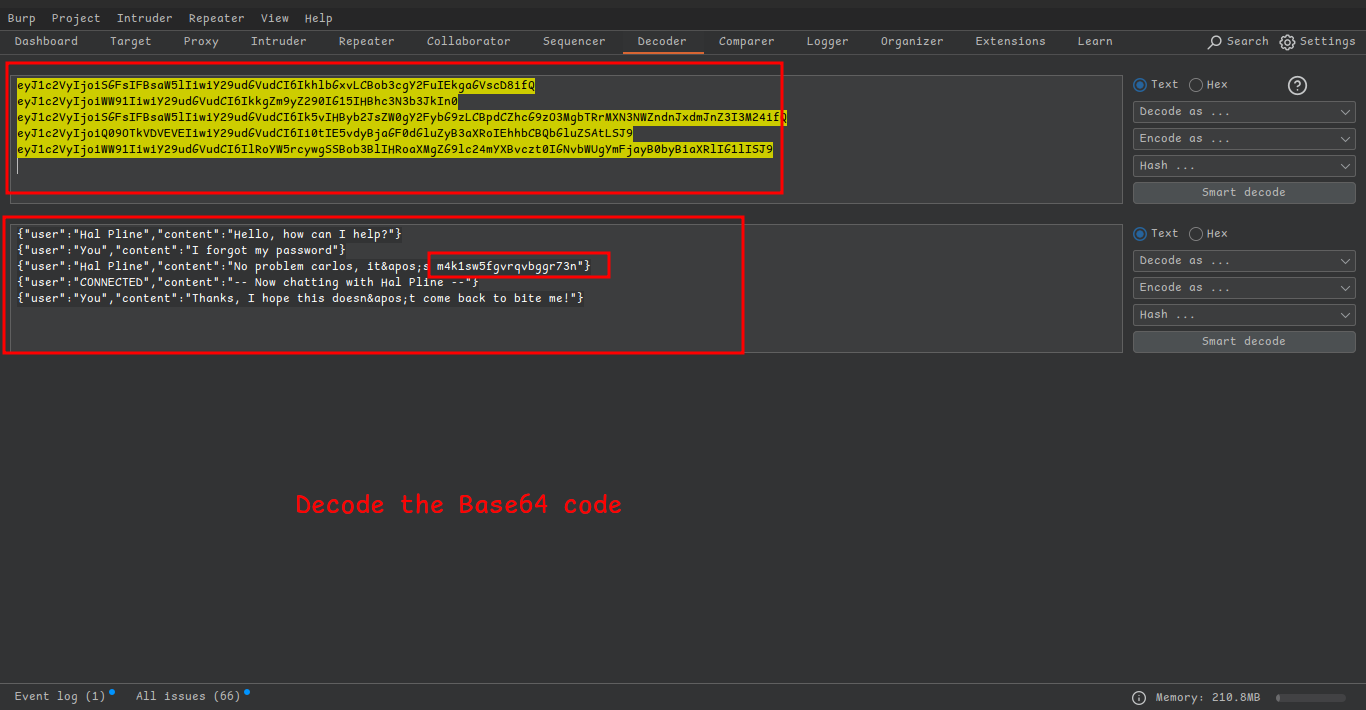 Burp Project Intruder Repeater View Help
Dashboard Target Proxy Intruder Repeater Collaborator Sequencer Decoder Comparer Logger Organizer Extensions Learn Search Settings
eyJ1c2VyIjoiSGFsIFBsaW5lIiwiY29udGVudCI6IkhlbGxvLCBob3cgY2FuIEkgaGVscD8ifQ
eyJ1c2VyIjoiWW91IiwiY29udGVudCI6IkkgZm9yZ290IG15IHBhc3N3b3JkIn0
eyJ1c2VyIjoiSGFsIFBsaW5lIiwiY29udGVudCI6Ik5vIHByb2JsZW0gY2FybG9zLCBpdCZhcG9zO3MgbTRrMXN3NWZndnJxdmJnZ3I3M24ifQ
eyJ1c2VyIjoiQ09OTkVDVEVEIiwiY29udGVudCI6Ii0tIE5vdyBjaGF0dGluZyB3aXRoIEhhbCBQbGluZSAtLSJ9
eyJ1c2VyIjoiWW91IiwiY29udGVudCI6IlRoYW5rcywgSSBob3BlIHRoaXMgZG9lc24mYXBvczt0IGNvbWUgYmFjayB0byBiaXRlIG1lISJ9
Text Hex ?
Decode as ...
Encode as ...
Hash ...
Smart decode
{"user":"Hal Pline","content":"Hello, how can I help?"}
{"user":"You","content":"I forgot my password"}
{"user":"Hal Pline","content":"No problem carlos, it&apos;s m4k1sw5fgvrqvbggr73n"}
{"user":"CONNECTED","content":"-- Now chatting with Hal Pline --"}
{"user":"You","content":"Thanks, I hope this doesn&apos;t come back to bite me!"}
Text Hex
Decode as ...
Encode as ...
Hash ...
Smart decode
Decode the Base64 code
Event log (1) All issues (66) Memory: 210.8MB